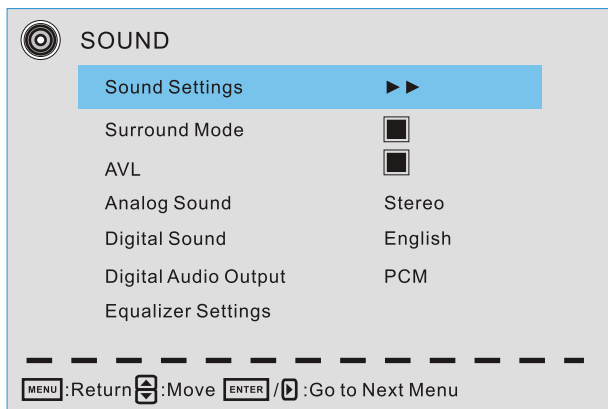 SOUND
Sound Settings ►►
Surround Mode
AVL
Analog Sound Stereo
Digital Sound English
Digital Audio Output PCM
Equalizer Settings
MENU :Return :Move ENTER / :Go to Next Menu